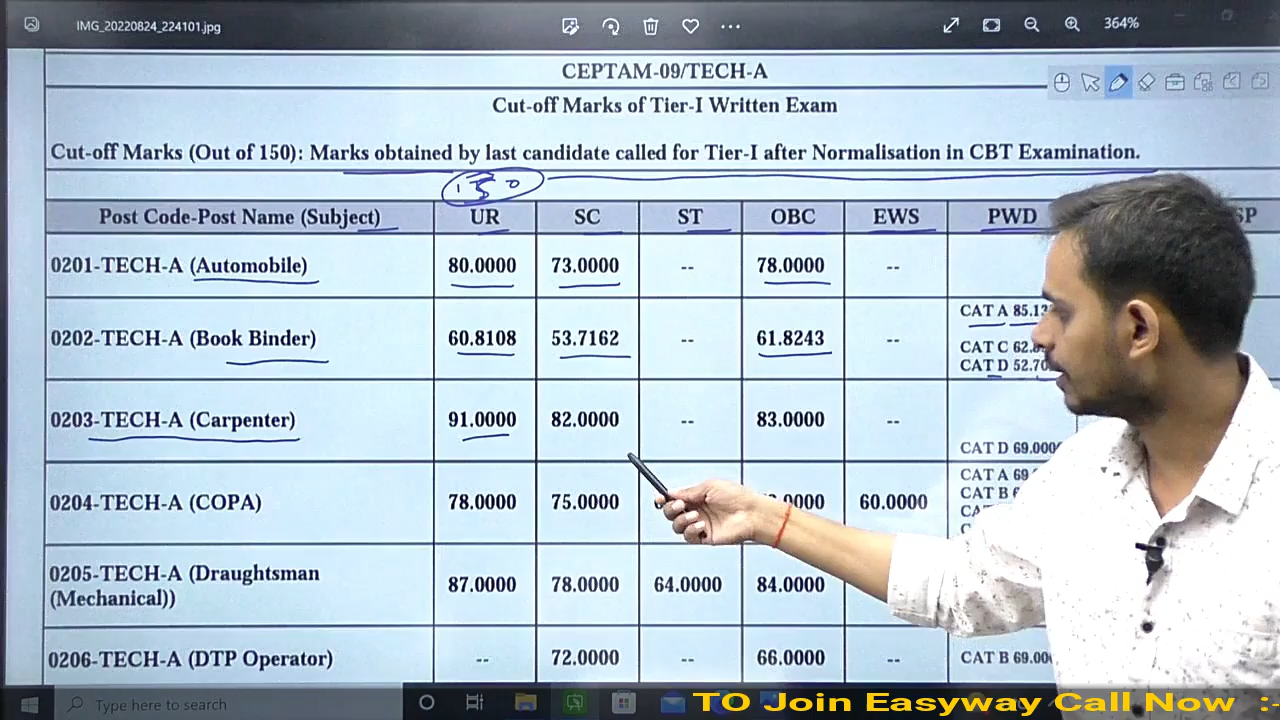 IMG_20220824_224101.jpg
364%
CEPTAM-09/TECH-A
Cut-off Marks of Tier-I Written Exam
Cut-off Marks (Out of 150): Marks obtained by last candidate called for Tier-I after Normalisation in CBT Examination.
150
Post Code-Post Name (Subject) UR SC ST OBC EWS PWD
0201-TECH-A (Automobile) 80.0000 73.0000 -- 78.0000 --
0202-TECH-A (Book Binder) 60.8108 53.7162 -- 61.8243 --
CAT A
CAT C
CAT D
0203-TECH-A (Carpenter) 91.0000 82.0000 -- 83.0000 --
CAT D 69.000
0204-TECH-A (COPA) 78.0000 75.0000 60.0000
CAT A
CAT B
0205-TECH-A (Draughtsman (Mechanical)) 87.0000 78.0000 64.0000 84.0000
0206-TECH-A (DTP Operator) -- 72.0000 -- 66.0000 -- CAT B
Type here to search
TO Join Easyway Call Now :-